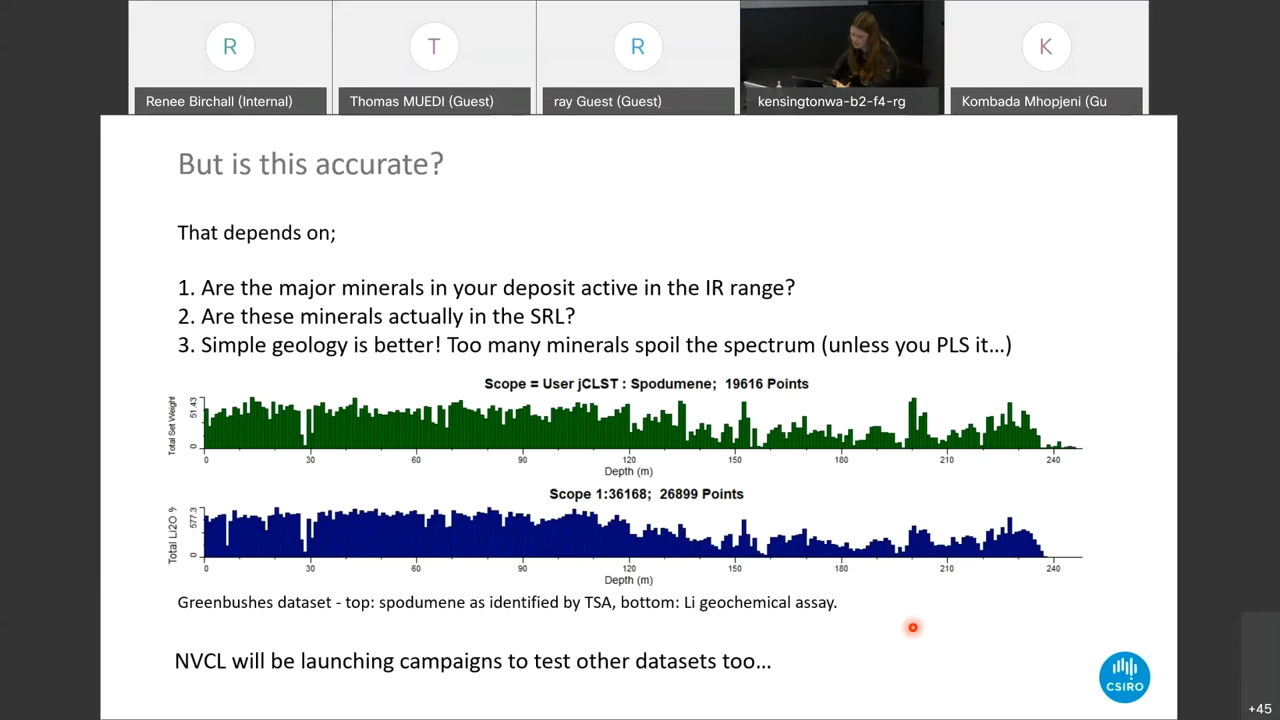 R
T
R
K
Renee Birchall (Internal)
Thomas MUEDI (Guest)
ray Guest (Guest)
kensingtonwa-b2-f4-rg
Kombada Mhopjeni (Gu
But is this accurate?
That depends on;
1. Are the major minerals in your deposit active in the IR range?
2. Are these minerals actually in the SRL?
3. Simple geology is better! Too many minerals spoil the spectrum (unless you PLS it...)
Scope = User jCLST : Spodumene; 19616 Points
Total Set Weight
51.43
0
0 30 60 90 120 150 180 210 240
Depth (m)
Scope 1:36168; 26899 Points
Total Li2O %
577.3
0
0 30 60 90 120 150 180 210 240
Depth (m)
Greenbushes dataset - top: spodumene as identified by TSA, bottom: Li geochemical assay.
NVCL will be launching campaigns to test other datasets too...
CSIRO
+45